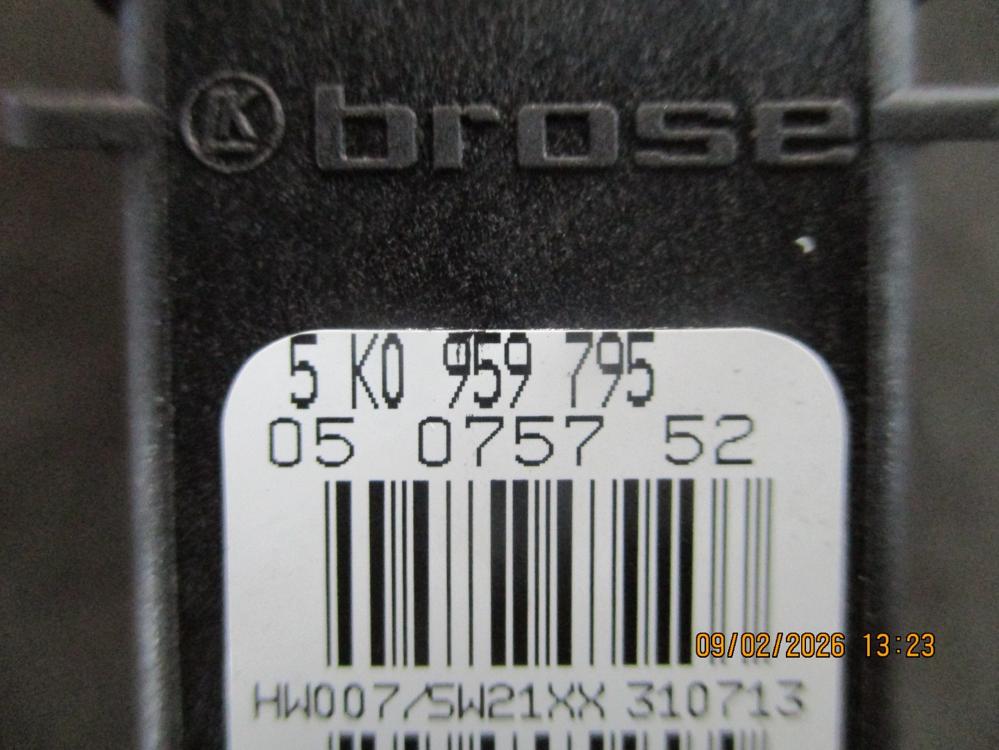 K brose
5 K0 959 795
05 0757 52
HW007/SW21XX 310713
09/02/2026 13:23